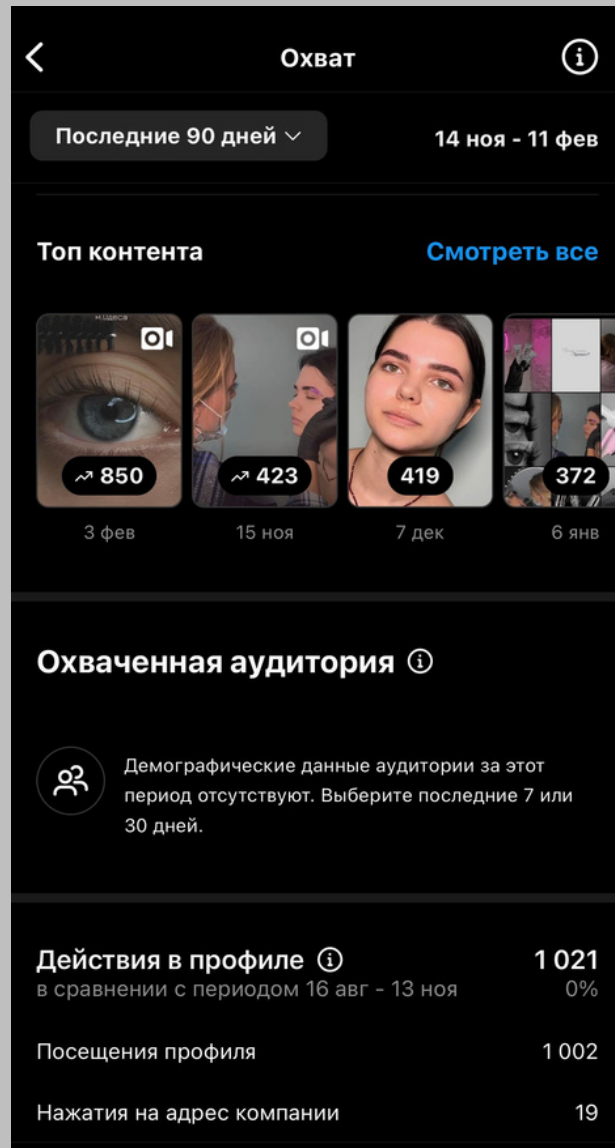 Охват
Последние 90 дней
14 ноя - 11 фев
Топ контента
Смотреть все
850
423
419
372
3 фев
15 ноя
7 дек
6 янв
Охваченная аудитория
Демографические данные аудитории за этот
период отсутствуют. Выберите последние 7 или
30 дней.
Действия в профиле
1 021
в сравнении с периодом 16 авг - 13 ноя
0%
Посещения профиля
1 002
Нажатия на адрес компании
19